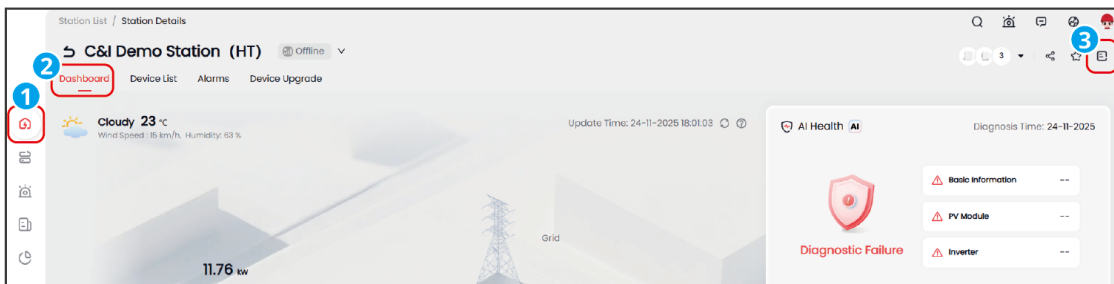 Station List / Station Details
C&I Demo Station (HT) Offline
3
2
3
Dashboard Device List Alarms Device Upgrade
1
Cloudy 23 ℃
Wind Speed : 15 km/h, Humidity: 63 %
Update Time: 24-11-2025 18:01:03
AI Health AI
Diagnosis Time: 24-11-2025
Basic Information --
PV Module --
Grid
Diagnostic Failure
Inverter --
11.76 kW